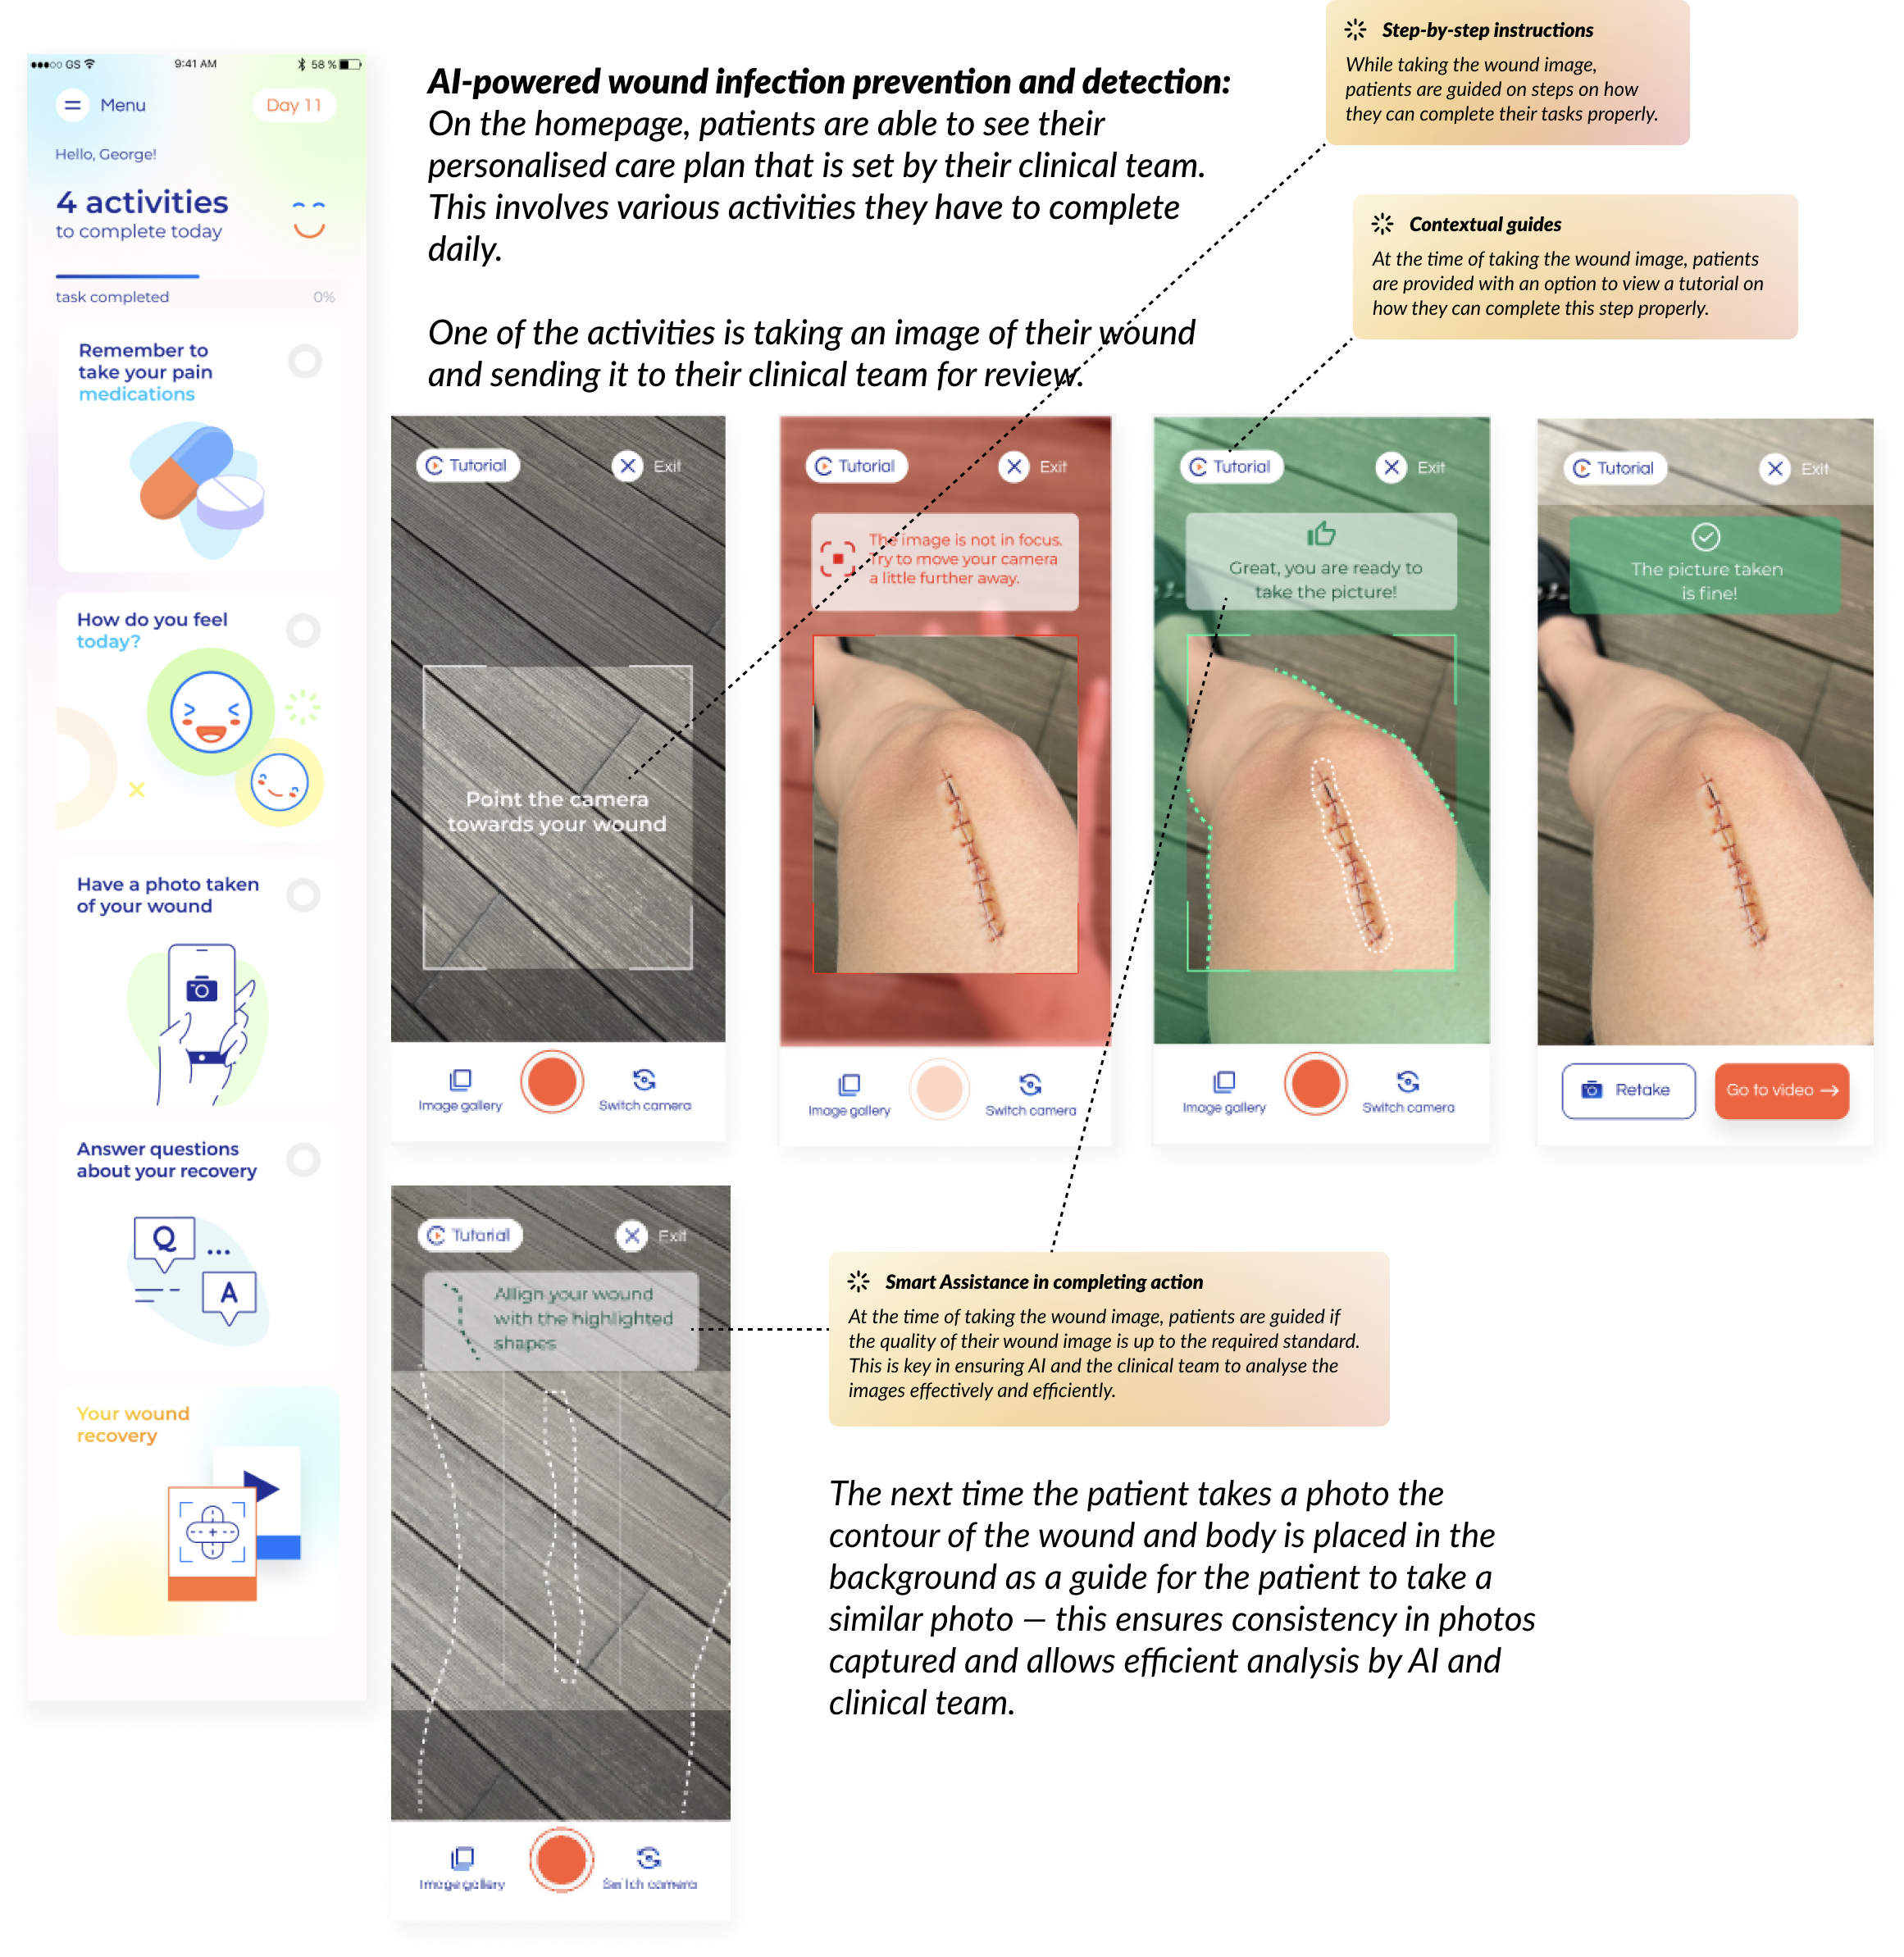 GS
9:41 AM
58 %
Menu
Day 11
Hello, George!
4 activities
to complete today
task completed
0%
Remember to
take your pain
medications
How do you feel
today?
Have a photo taken
of your wound
Answer questions
about your recovery
Q
A
Your wound
recovery
AI-powered wound infection prevention and detection:
On the homepage, patients are able to see their
personalised care plan that is set by their clinical team.
This involves various activities they have to complete
daily.
One of the activities is taking an image of their wound
and sending it to their clinical team for review.
Step-by-step instructions
While taking the wound image,
patients are guided on steps on how
they can complete their tasks properly.
Contextual guides
At the time of taking the wound image, patients
are provided with an option to view a tutorial on
how they can complete this step properly.
Tutorial
Exit
Point the camera
towards your wound
Image gallery
Switch camera
Tutorial
Exit
The image is not in focus.
Try to move your camera
a little further away.
Image gallery
Switch camera
Tutorial
Exit
Great, you are ready to
take the picture!
Image gallery
Switch camera
Tutorial
Exit
The picture taken
is fine!
Retake
Go to video
Tutorial
Exit
Allign your wound
with the highlighted
shapes
Image gallery
Switch camera
Smart Assistance in completing action
At the time of taking the wound image, patients are guided if
the quality of their wound image is up to the required standard.
This is key in ensuring AI and the clinical team to analyse the
images effectively and efficiently.
The next time the patient takes a photo the
contour of the wound and body is placed in the
background as a guide for the patient to take a
similar photo — this ensures consistency in photos
captured and allows efficient analysis by AI and
clinical team.